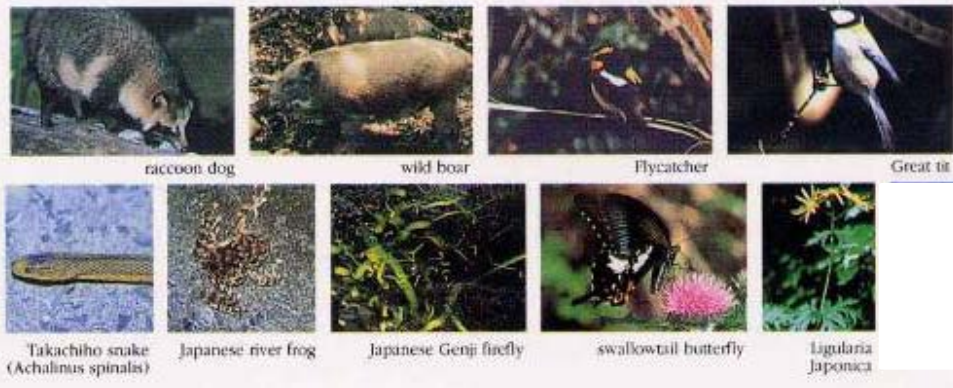 raccoon dog
wild boar
Flycatcher
Great tit
Takachiho snake
(Achalinus spinalis)
Japanese river frog
Japanese Genji firefly
swallowtail butterfly
Ligularia
Japonica